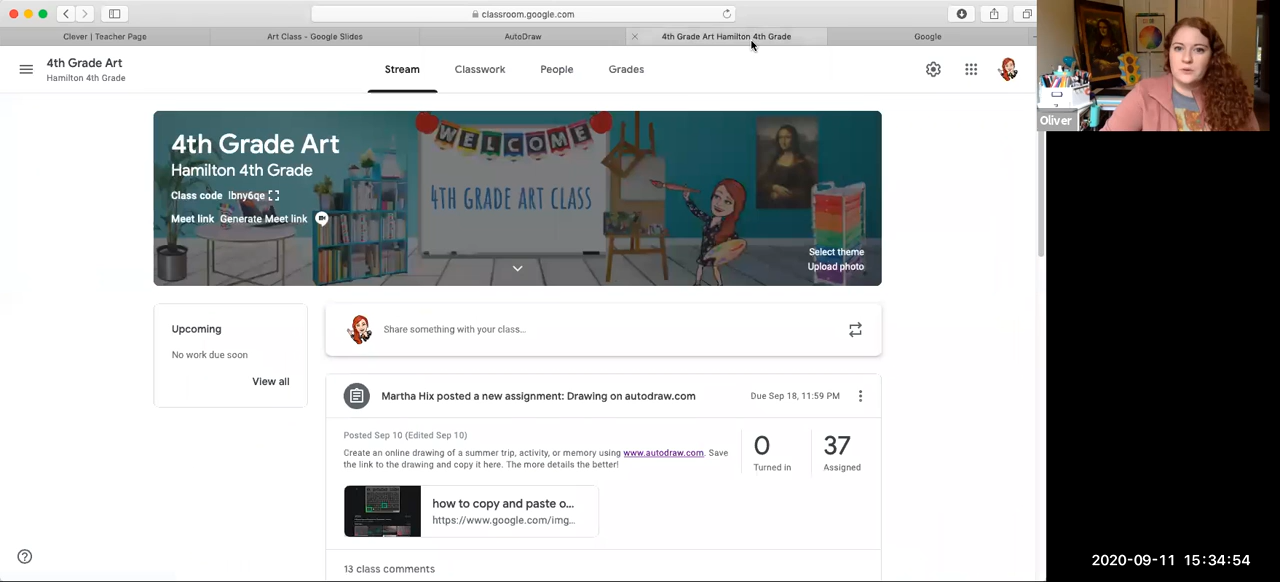 classroom.google.com
Clever | Teacher Page
Art Class - Google Slides
AutoDraw
4th Grade Art Hamilton 4th Grade
Google
4th Grade Art
Hamilton 4th Grade
Stream
Classwork
People
Grades
4th Grade Art
Hamilton 4th Grade
Class code lbny6qe
Meet link Generate Meet link
WELCOME
4TH GRADE ART CLASS
Select theme
Upload photo
Upcoming
No work due soon
View all
Share something with your class...
Martha Hix posted a new assignment: Drawing on autodraw.com
Due Sep 18, 11:59 PM
Posted Sep 10 (Edited Sep 10)
Create an online drawing of a summer trip, activity, or memory using www.autodraw.com. Save
the link to the drawing and copy it here. The more details the better!
0
Turned in
37
Assigned
how to copy and paste o...
https://www.google.com/img...
13 class comments
Oliver
2020-09-11 15:34:54